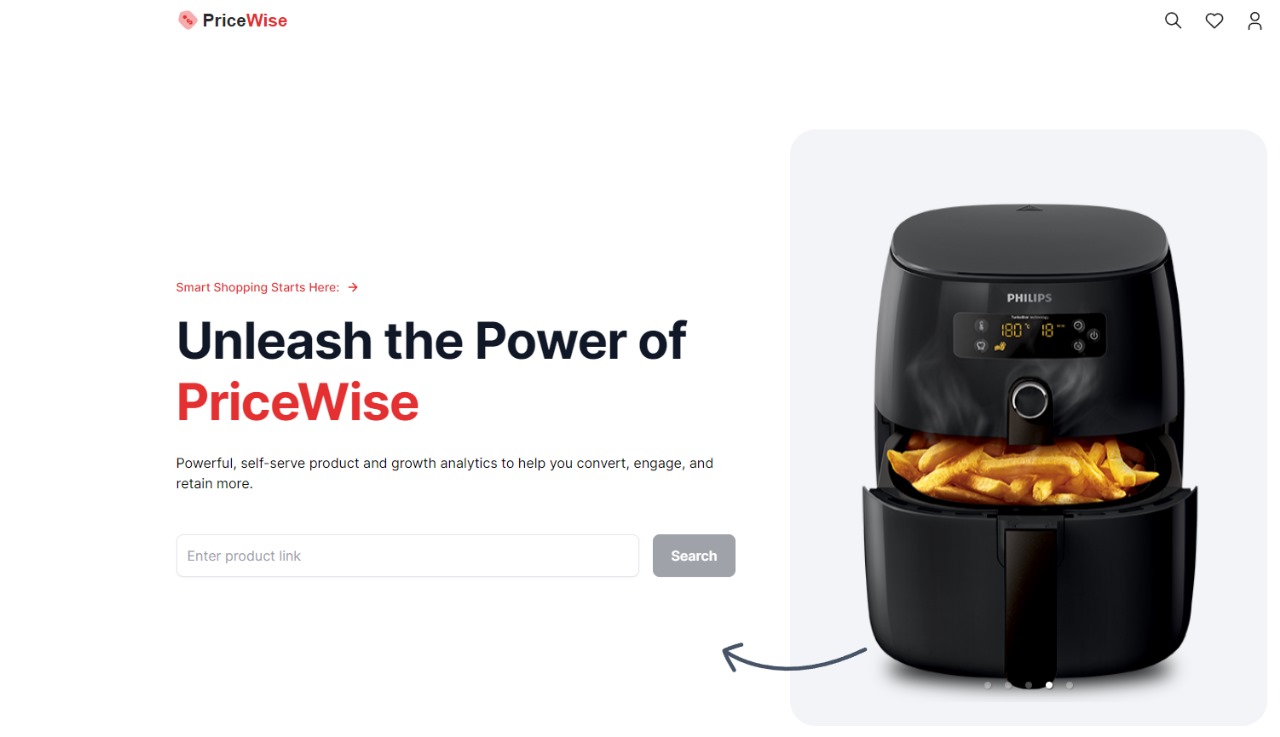 PriceWise
Smart Shopping Starts Here:
Unleash the Power of
PriceWise
Powerful, self-serve product and growth analytics to help you convert, engage, and
retain more.
Enter product link
Search
PHILIPS
180 °C 18